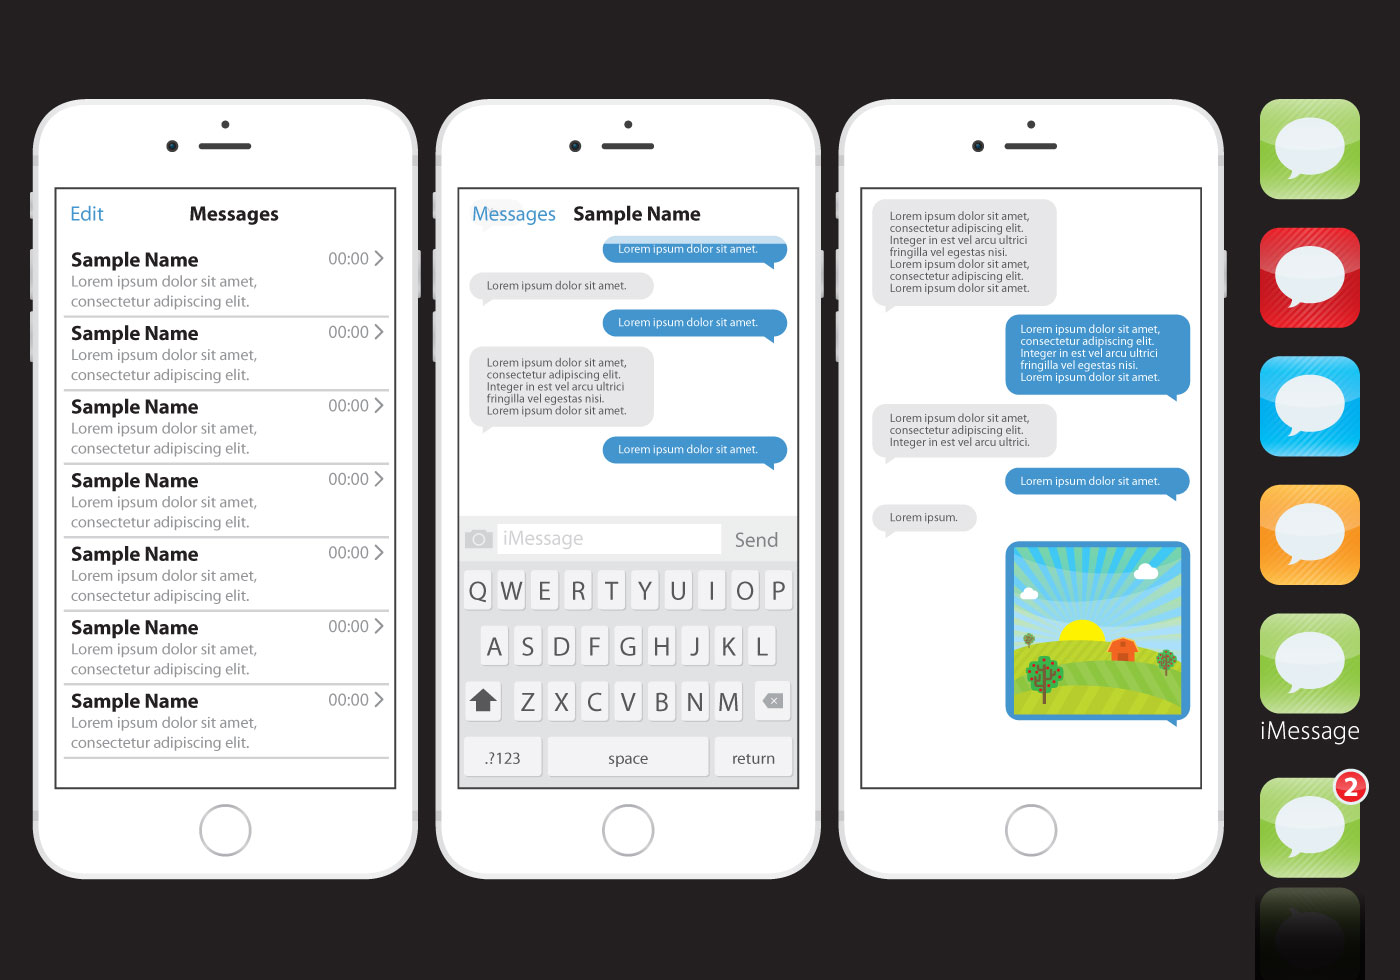 Edit Messages
Sample Name 00:00
Lorem ipsum dolor sit amet,
consectetur adipiscing elit.
Sample Name 00:00
Lorem ipsum dolor sit amet,
consectetur adipiscing elit.
Sample Name 00:00
Lorem ipsum dolor sit amet,
consectetur adipiscing elit.
Sample Name 00:00
Lorem ipsum dolor sit amet,
consectetur adipiscing elit.
Sample Name 00:00
Lorem ipsum dolor sit amet,
consectetur adipiscing elit.
Sample Name 00:00
Lorem ipsum dolor sit amet,
consectetur adipiscing elit.
Sample Name 00:00
Lorem ipsum dolor sit amet,
consectetur adipiscing elit.
Messages Sample Name
Lorem ipsum dolor sit amet.
Lorem ipsum dolor sit amet.
Lorem ipsum dolor sit amet.
Lorem ipsum dolor sit amet,
consectetur adipiscing elit.
Integer in est vel arcu ultrici
fringilla vel egestas nisi.
Lorem ipsum dolor sit amet.
Lorem ipsum dolor sit amet.
iMessage Send
Q W E R T Y U I O P
A S D F G H J K L
Z X C V B N M
.?123 space return
Lorem ipsum dolor sit amet,
consectetur adipiscing elit.
Integer in est vel arcu ultrici
fringilla vel egestas nisi.
Lorem ipsum dolor sit amet,
consectetur adipiscing elit.
Lorem ipsum dolor sit amet.
Lorem ipsum dolor sit amet,
consectetur adipiscing elit.
Integer in est vel arcu ultrici
fringilla vel egestas nisi.
Lorem ipsum dolor sit amet.
Lorem ipsum dolor sit amet,
consectetur adipiscing elit.
Integer in est vel arcu ultrici.
Lorem ipsum dolor sit amet.
Lorem ipsum.
iMessage
2